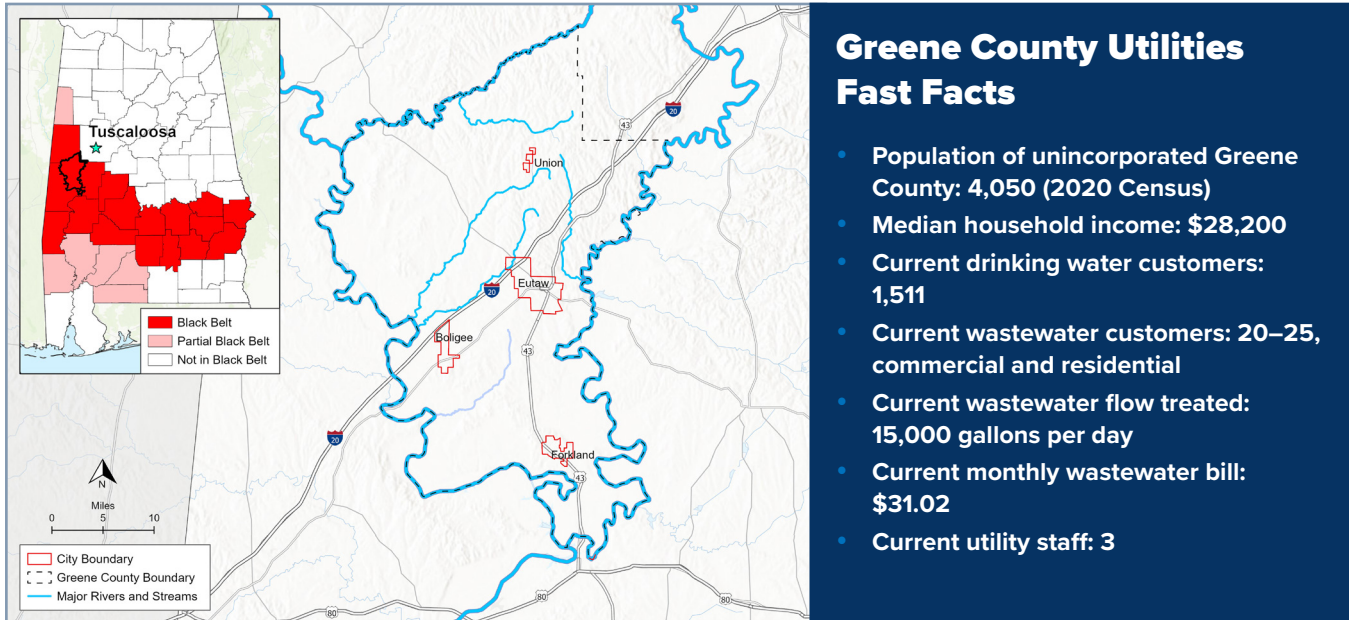 Tuscaloosa
Black Belt
Partial Black Belt
Not in Black Belt
N
Miles
0 5 10
City Boundary
Greene County Boundary
Major Rivers and Streams
20
43
Union
Eutaw
20
Boligee
43
20
Forkland
43
80
80
80
Greene County Utilities
Fast Facts
• Population of unincorporated Greene
County: 4,050 (2020 Census)
• Median household income: $28,200
• Current drinking water customers:
1,511
• Current wastewater customers: 20–25,
commercial and residential
• Current wastewater flow treated:
15,000 gallons per day
• Current monthly wastewater bill:
$31.02
• Current utility staff: 3